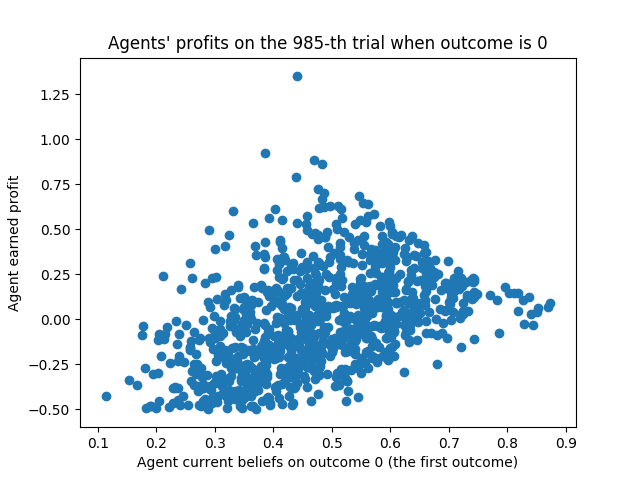 Agents' profits on the 985-th trial when outcome is 0
1.25
1.00
0.75
0.50
0.25
0.00
−0.25
−0.50
Agent earned profit
0.1 0.2 0.3 0.4 0.5 0.6 0.7 0.8 0.9
Agent current beliefs on outcome 0 (the first outcome)